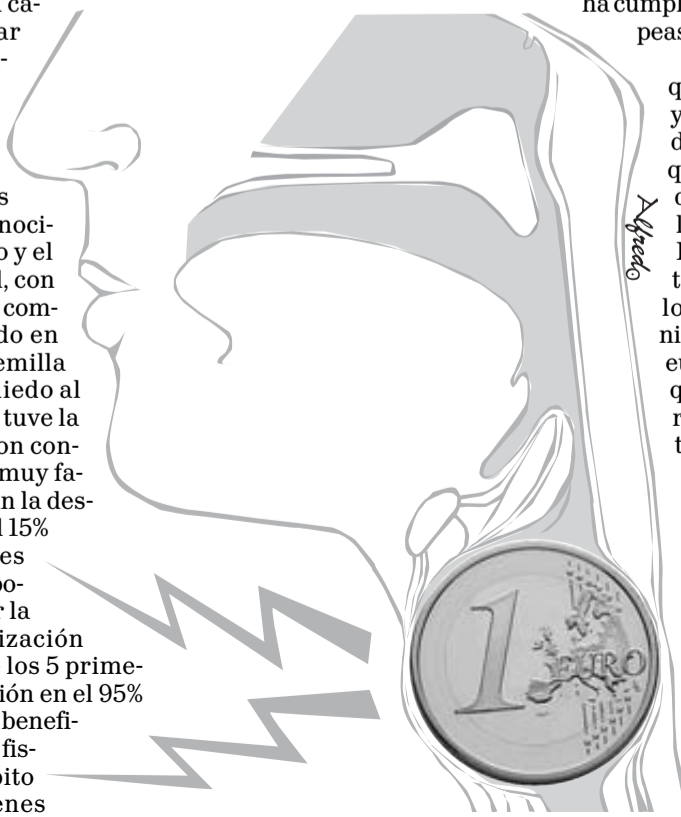 ca-
ar
-
s
noci-
o y el
l, con
com-
do en
emilla
iedo al
tuve la
on con-
muy fa-
n la des-
l 15%
es
po-
r la
ización
los 5 prime-
ión en el 95%
benefi-
fis-
bito
enes
ha cumpl
peas
q
y
d
q
l
t
lo
ni
eu
q
r
t
Alfredo
1 EURO